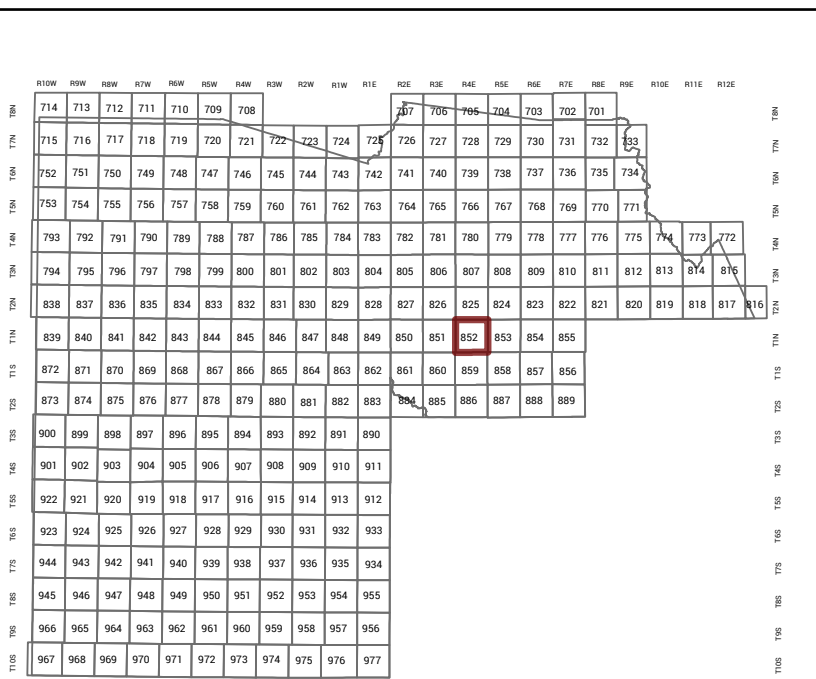 R10W R9W R8W R7W R6W R5W R4W R3W R2W R1W R1E R2E R3E R4E R5E R6E R7E R8E R9E R10E R11E R12E
T8N 714 713 712 711 710 709 708 707 706 705 704 703 702 701 T8N
T7N 715 716 717 718 719 720 721 722 723 724 725 726 727 728 729 730 731 732 733 T7N
T6N 752 751 750 749 748 747 746 745 744 743 742 741 740 739 738 737 736 735 734 T6N
T5N 753 754 755 756 757 758 759 760 761 762 763 764 765 766 767 768 769 770 771 T5N
T4N 793 792 791 790 789 788 787 786 785 784 783 782 781 780 779 778 777 776 775 774 773 772 T4N
T3N 794 795 796 797 798 799 800 801 802 803 804 805 806 807 808 809 810 811 812 813 814 815 T3N
T2N 838 837 836 835 834 833 832 831 830 829 828 827 826 825 824 823 822 821 820 819 818 817 816 T2N
T1N 839 840 841 842 843 844 845 846 847 848 849 850 851 852 853 854 855 T1N
T1S 872 871 870 869 868 867 866 865 864 863 862 861 860 859 858 857 856 T1S
T2S 873 874 875 876 877 878 879 880 881 882 883 884 885 886 887 888 889 T2S
T3S 900 899 898 897 896 895 894 893 892 891 890 T3S
T4S 901 902 903 904 905 906 907 908 909 910 911 T4S
T5S 922 921 920 919 918 917 916 915 914 913 912 T5S
T6S 923 924 925 926 927 928 929 930 931 932 933 T6S
T7S 944 943 942 941 940 939 938 937 936 935 934 T7S
T8S 945 946 947 948 949 950 951 952 953 954 955 T8S
T9S 966 965 964 963 962 961 960 959 958 957 956 T9S
T10S 967 968 969 970 971 972 973 974 975 976 977 T10S